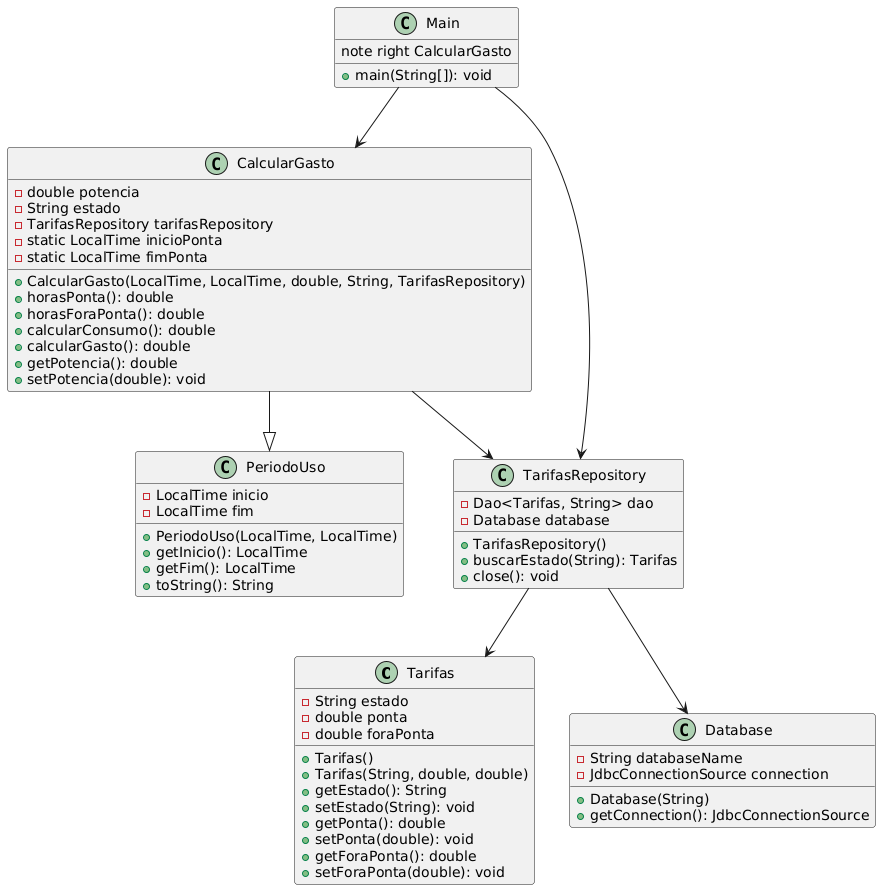 C Main
note right CalcularGasto
main(String[]): void
C CalcularGasto
double potencia
String estado
TarifasRepository tarifasRepository
static LocalTime inicioPonta
static LocalTime fimPonta
CalcularGasto(LocalTime, LocalTime, double, String, TarifasRepository)
horasPonta(): double
horasForaPonta(): double
calcularConsumo(): double
calcularGasto(): double
getPotencia(): double
setPotencia(double): void
C PeriodoUso
LocalTime inicio
LocalTime fim
PeriodoUso(LocalTime, LocalTime)
getInicio(): LocalTime
getFim(): LocalTime
toString(): String
C TarifasRepository
Dao<Tarifas, String> dao
Database database
TarifasRepository()
buscarEstado(String): Tarifas
close(): void
C Tarifas
String estado
double ponta
double foraPonta
Tarifas()
Tarifas(String, double, double)
getEstado(): String
setEstado(String): void
getPonta(): double
setPonta(double): void
getForaPonta(): double
setForaPonta(double): void
C Database
String databaseName
JdbcConnectionSource connection
Database(String)
getConnection(): JdbcConnectionSource